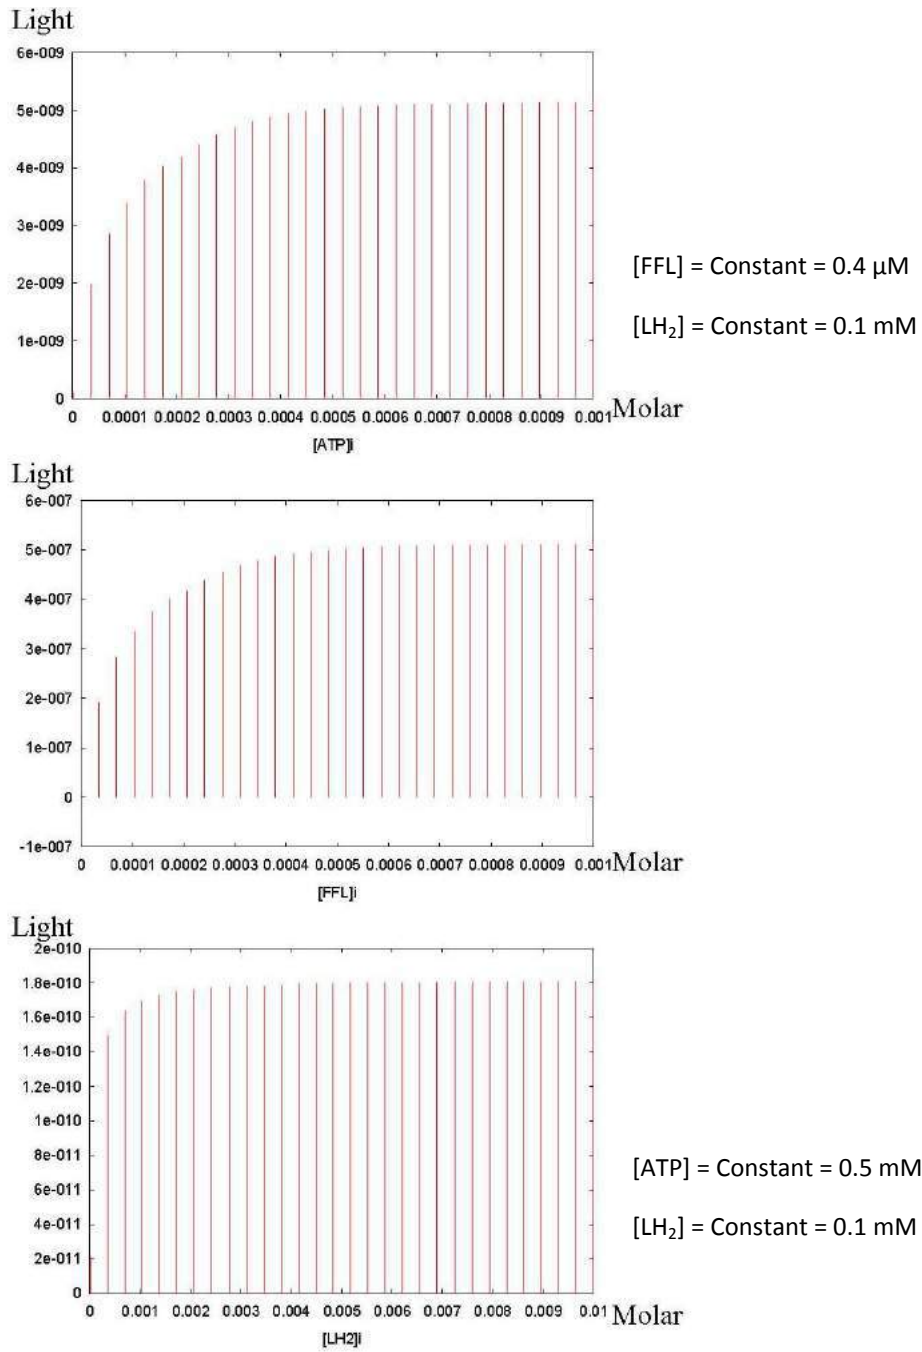 Light
6e-009
5e-009
4e-009
3e-009
2e-009
1e-009
0
0 0.0001 0.0002 0.0003 0.0004 0.0005 0.0006 0.0007 0.0008 0.0009 0.001 Molar
[ATP]i
[FFL] = Constant = 0.4 µM
[LH₂] = Constant = 0.1 mM
Light
6e-007
5e-007
4e-007
3e-007
2e-007
1e-007
0
-1e-007
0 0.0001 0.0002 0.0003 0.0004 0.0005 0.0006 0.0007 0.0008 0.0009 0.001 Molar
[FFL]i
Light
2e-010
1.8e-010
1.6e-010
1.4e-010
1.2e-010
1e-010
8e-011
6e-011
4e-011
2e-011
0
0 0.001 0.002 0.003 0.004 0.005 0.006 0.007 0.008 0.009 0.01 Molar
[LH2]i
[ATP] = Constant = 0.5 mM
[LH₂] = Constant = 0.1 mM